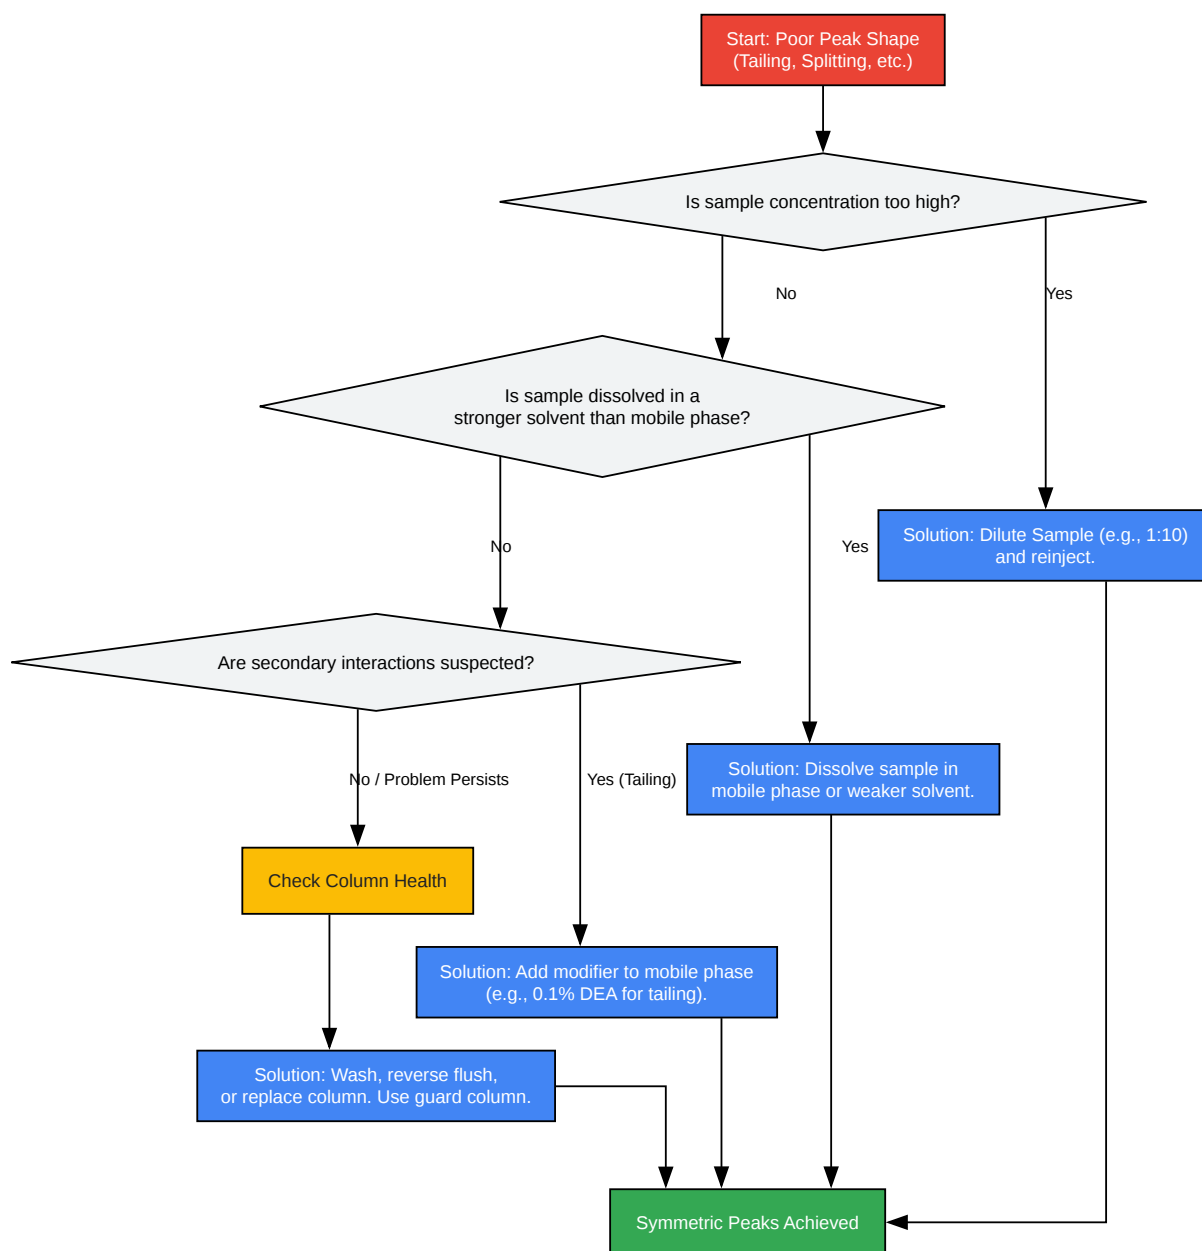 Start: Poor Peak Shape
(Tailing, Splitting, etc.)
Is sample concentration too high?
No
Yes
Is sample dissolved in a
stronger solvent than mobile phase?
Solution: Dilute Sample (e.g., 1:10)
and reinject.
No
Yes
Are secondary interactions suspected?
Solution: Dissolve sample in
mobile phase or weaker solvent.
No / Problem Persists
Yes (Tailing)
Check Column Health
Solution: Add modifier to mobile phase
(e.g., 0.1% DEA for tailing).
Solution: Wash, reverse flush,
or replace column. Use guard column.
Symmetric Peaks Achieved